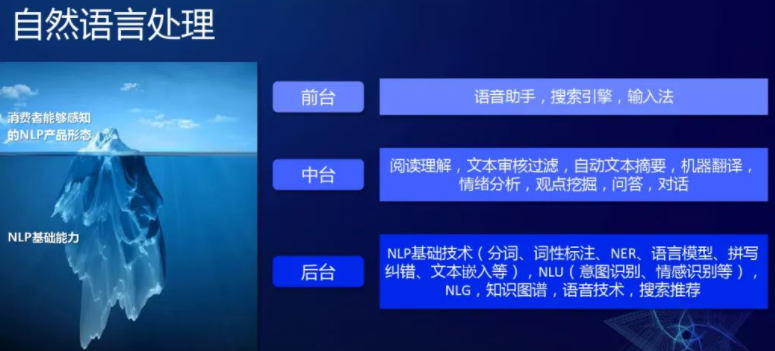 自然语言处理
消费者能够感知
的NLP产品形态
NLP基础能力
前台
语音助手，搜索引擎，输入法
中台
阅读理解，文本审核过滤，自动文本摘要，机器翻译，
情绪分析，观点挖掘，问答，对话
后台
NLP基础技术（分词、词性标注、NER、语言模型、拼写
纠错、文本嵌入等），NLU（意图识别、情感识别等），
NLG，知识图谱，语音技术，搜索推荐